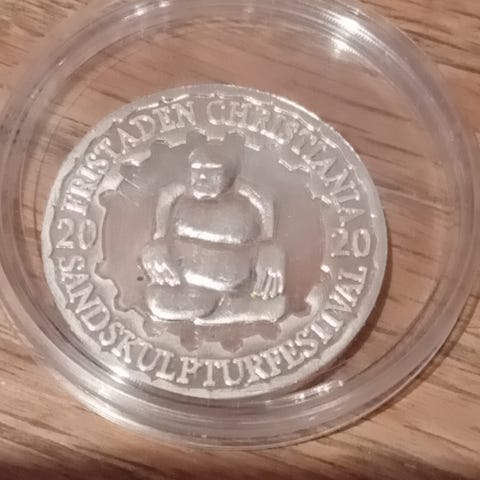 FRISTADEN CHRISTIANIA
20 20
SANDSKULPTURFESTIVAL